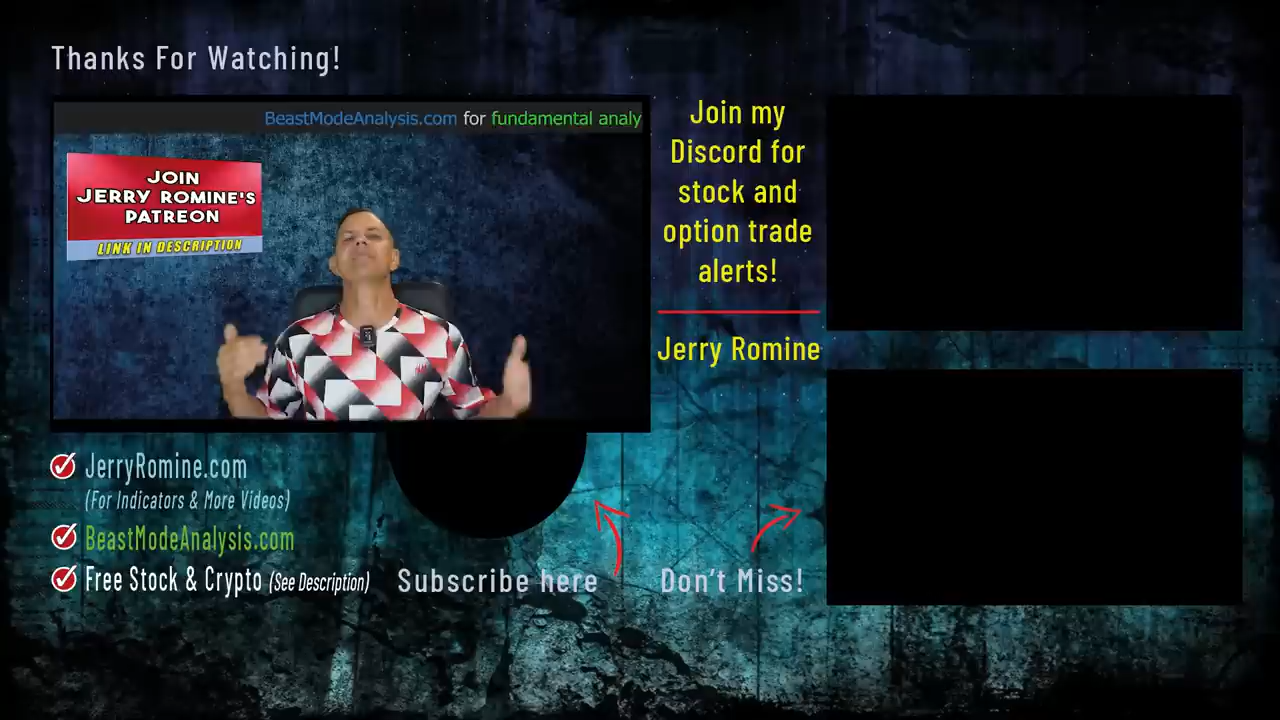 Thanks For Watching!
BeastModeAnalysis.com for fundamental analy
JOIN
JERRY ROMINE'S
PATREON
LINK IN DESCRIPTION
Join my
Discord for
stock and
option trade
alerts!
Jerry Romine
JerryRomine.com
(For Indicators & More Videos)
BeastModeAnalysis.com
Free Stock & Crypto (See Description)
Subscribe here
Don't Miss!